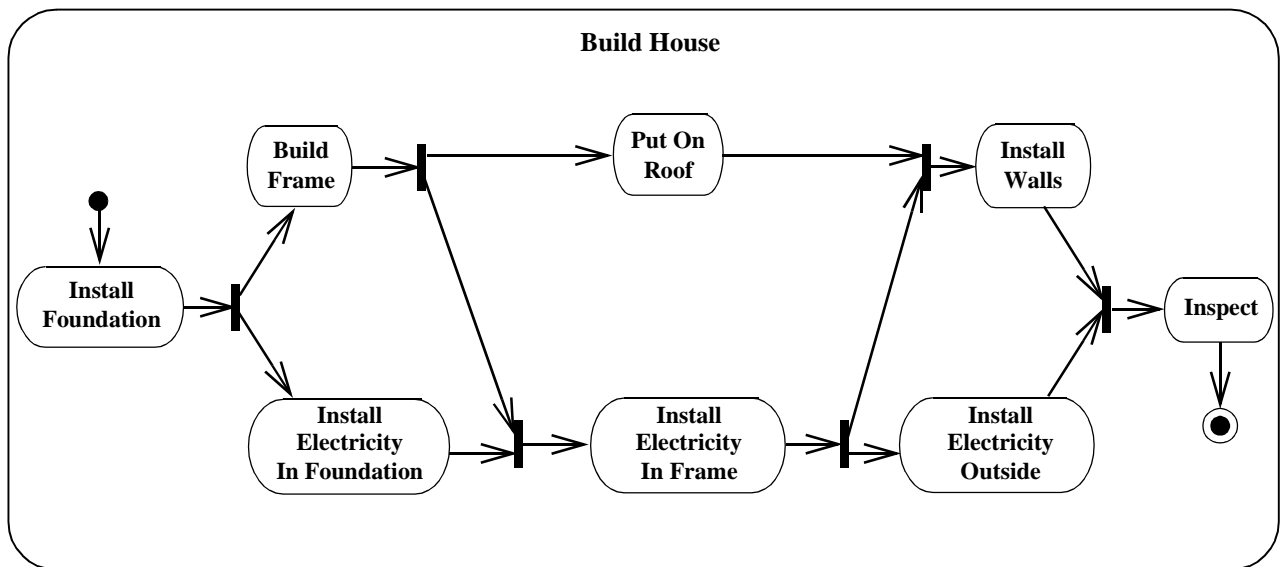 Build House
Build
Frame
Put On
Roof
Install
Walls
Install
Foundation
Inspect
Install
Electricity
In Foundation
Install
Electricity
In Frame
Install
Electricity
Outside